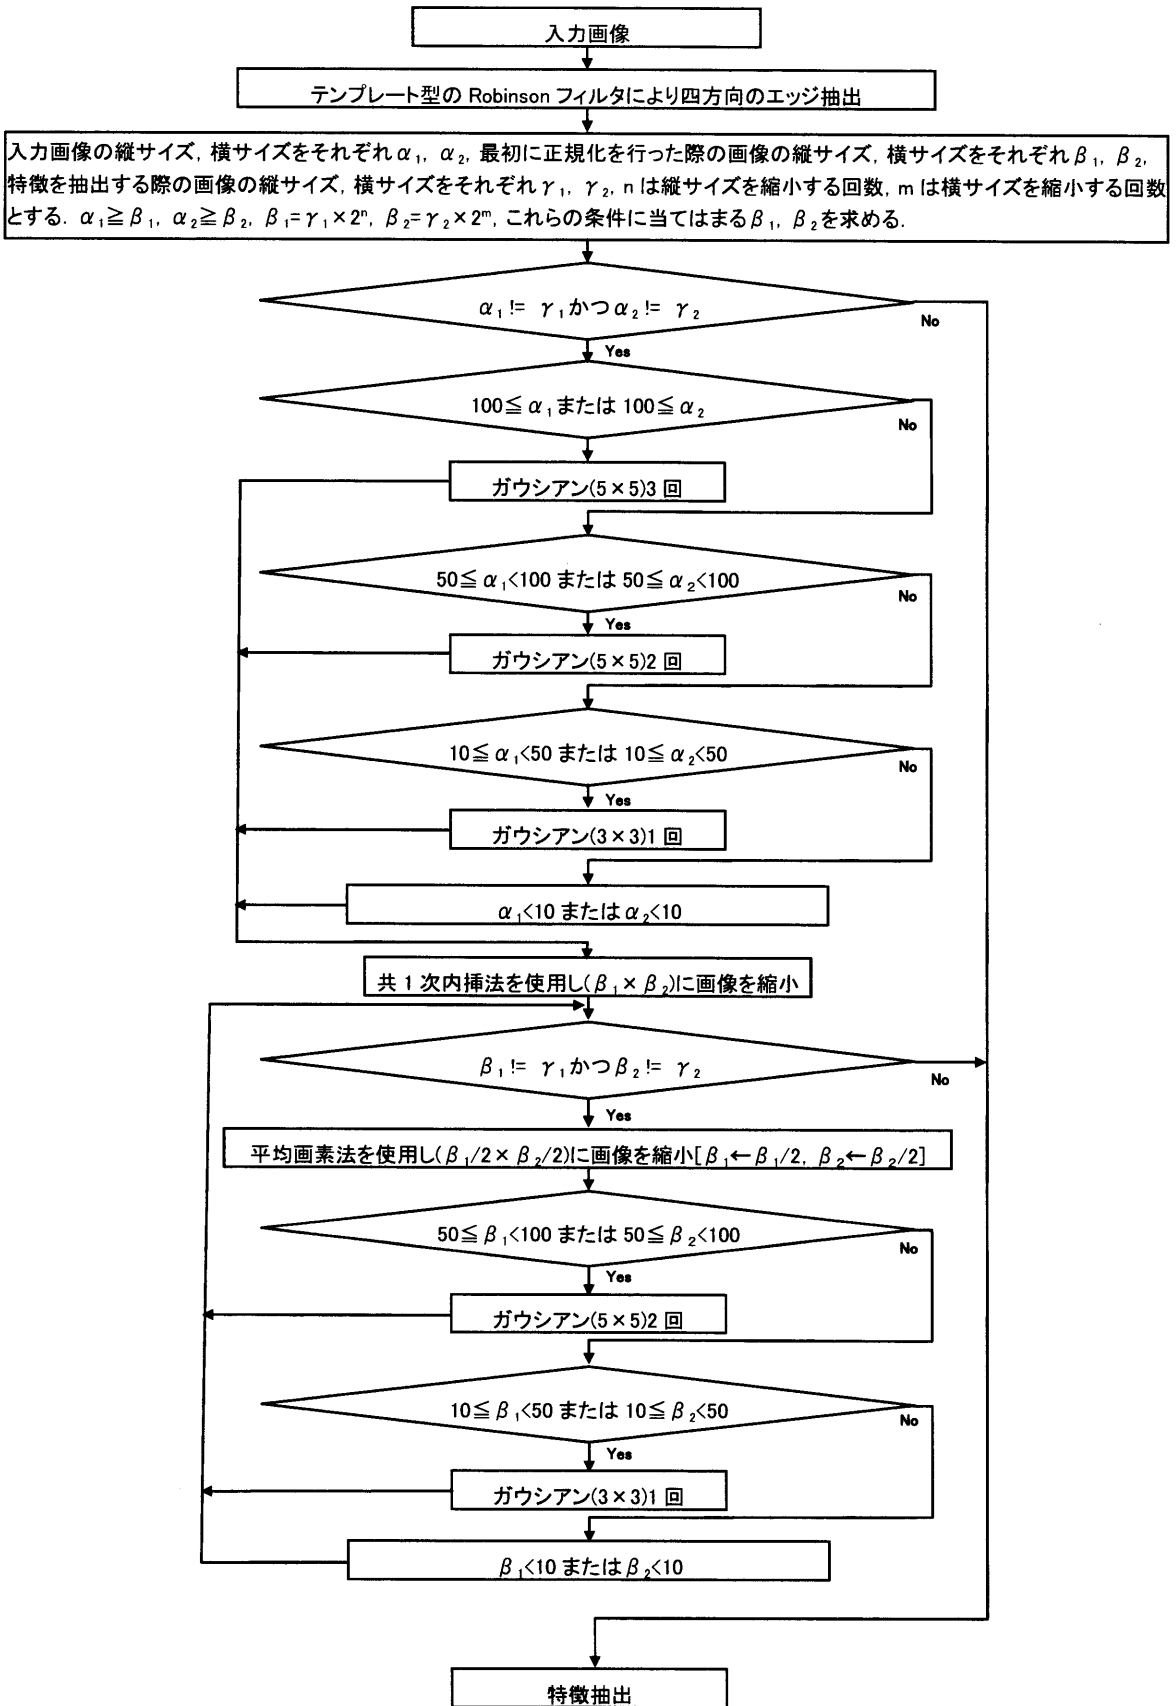 入力画像
テンプレート型の Robinson フィルタにより四方向のエッジ抽出
入力画像の縦サイズ, 横サイズをそれぞれα₁, α₂, 最初に正規化を行った際の画像の縦サイズ, 横サイズをそれぞれβ₁, β₂,
特徴を抽出する際の画像の縦サイズ, 横サイズをそれぞれγ₁, γ₂, n は縦サイズを縮小する回数, m は横サイズを縮小する回数
とする. α₁≧β₁, α₂≧β₂, β₁=γ₁×2ⁿ, β₂=γ₂×2ᵐ, これらの条件に当てはまるβ₁, β₂を求める.
α₁ != γ₁かつα₂ != γ₂
No
Yes
100≦α₁または 100≦α₂
No
ガウシアン(5×5)3 回
50≦α₁<100 または 50≦α₂<100
No
Yes
ガウシアン(5×5)2 回
10≦α₁<50 または 10≦α₂<50
No
Yes
ガウシアン(3×3)1 回
α₁<10 またはα₂<10
共 1 次内挿法を使用し(β₁×β₂)に画像を縮小
β₁ != γ₁かつβ₂ != γ₂
No
Yes
平均画素法を使用し(β₁/2×β₂/2)に画像を縮小[β₁←β₁/2, β₂←β₂/2]
50≦β₁<100 または 50≦β₂<100
No
Yes
ガウシアン(5×5)2 回
10≦β₁<50 または 10≦β₂<50
No
Yes
ガウシアン(3×3)1 回
β₁<10 またはβ₂<10
特徴抽出